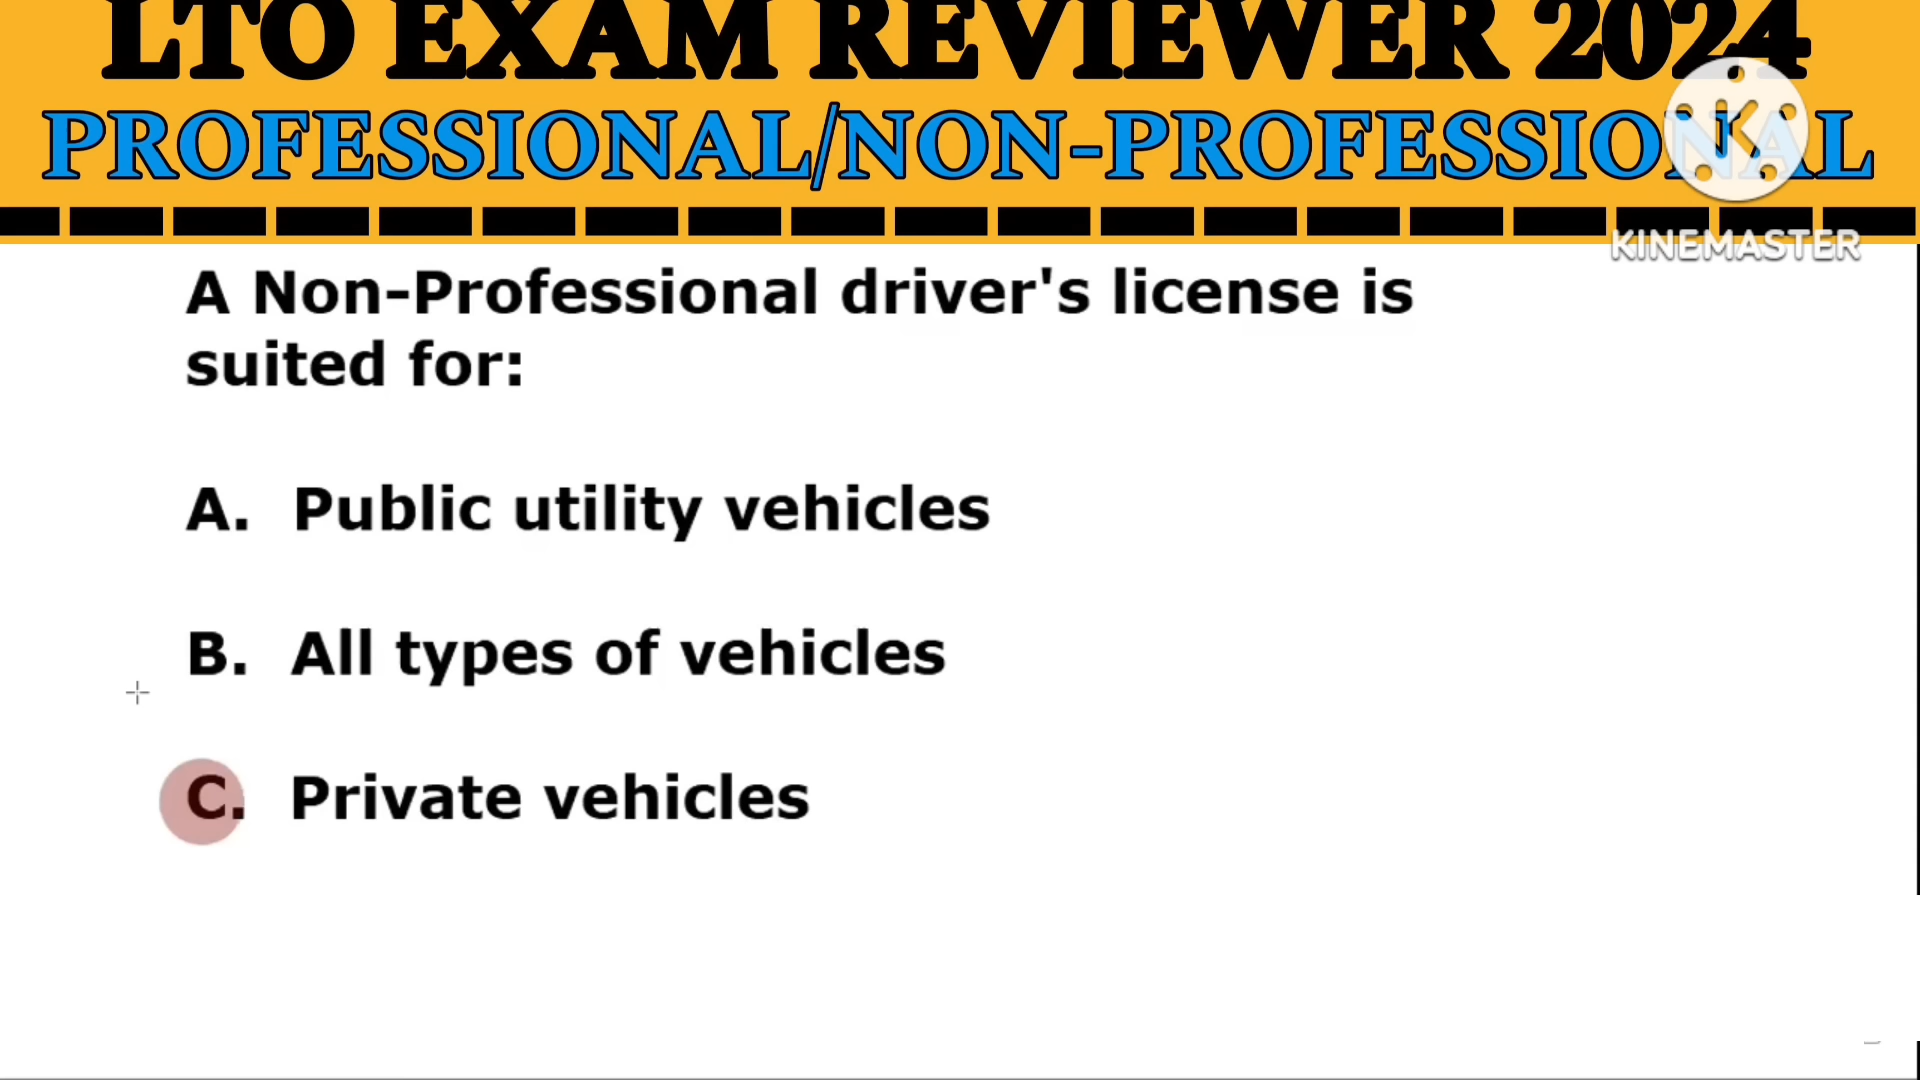 LTO EXAM REVIEWER 2024
PROFESSIONAL/NON-PROFESSIONAL
KINEMASTER
A Non-Professional driver's license is
suited for:
A. Public utility vehicles
B. All types of vehicles
C. Private vehicles